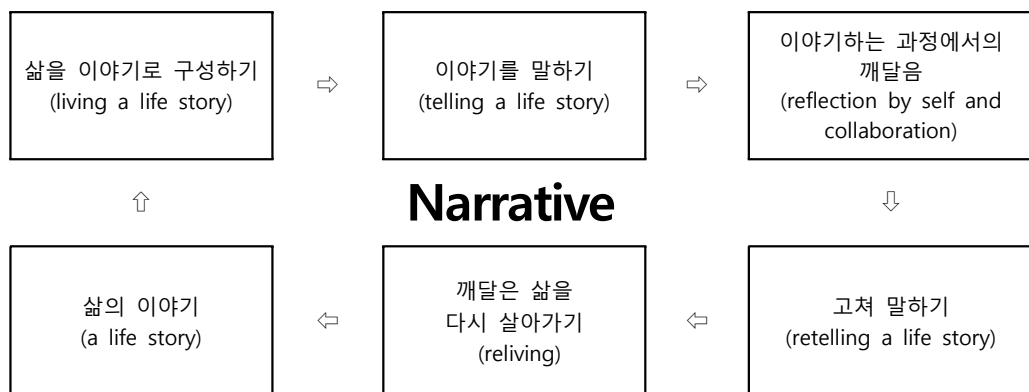 삶을 이야기로 구성하기
(living a life story)
⇨
이야기를 말하기
(telling a life story)
⇨
이야기하는 과정에서의
깨달음
(reflection by self and
collaboration)
⇧
Narrative
⇩
삶의 이야기
(a life story)
⇦
깨달은 삶을
다시 살아가기
(reliving)
⇦
고쳐 말하기
(retelling a life story)